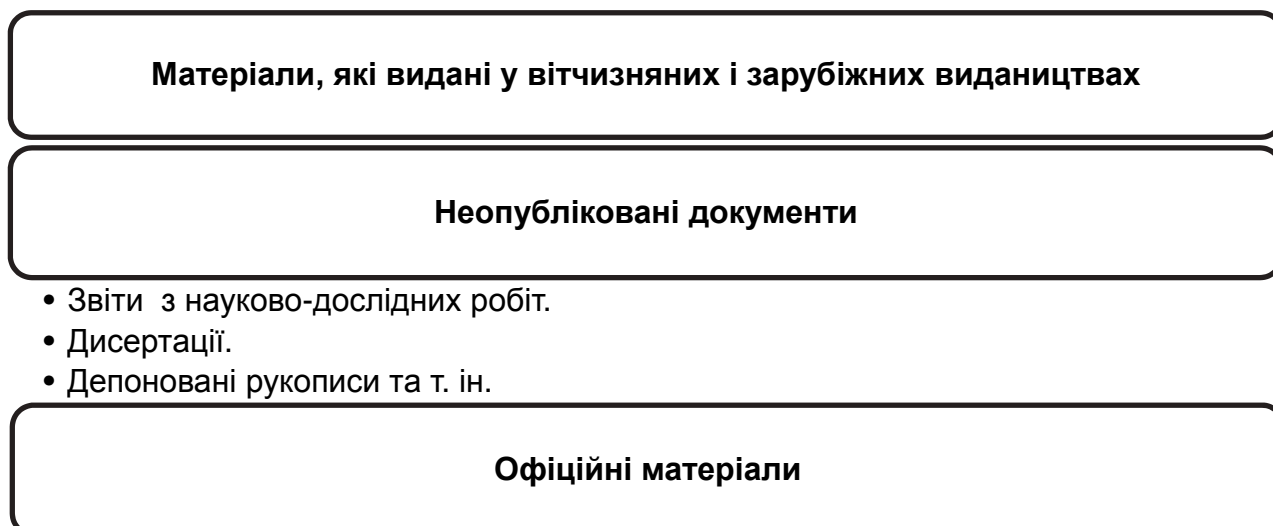 Матеріали, які видані у вітчизняних і зарубіжних видаництвах
Неопубліковані документи
• Звіти з науково-дослідних робіт.
• Дисертації.
• Депоновані рукописи та т. ін.
Офіційні матеріали